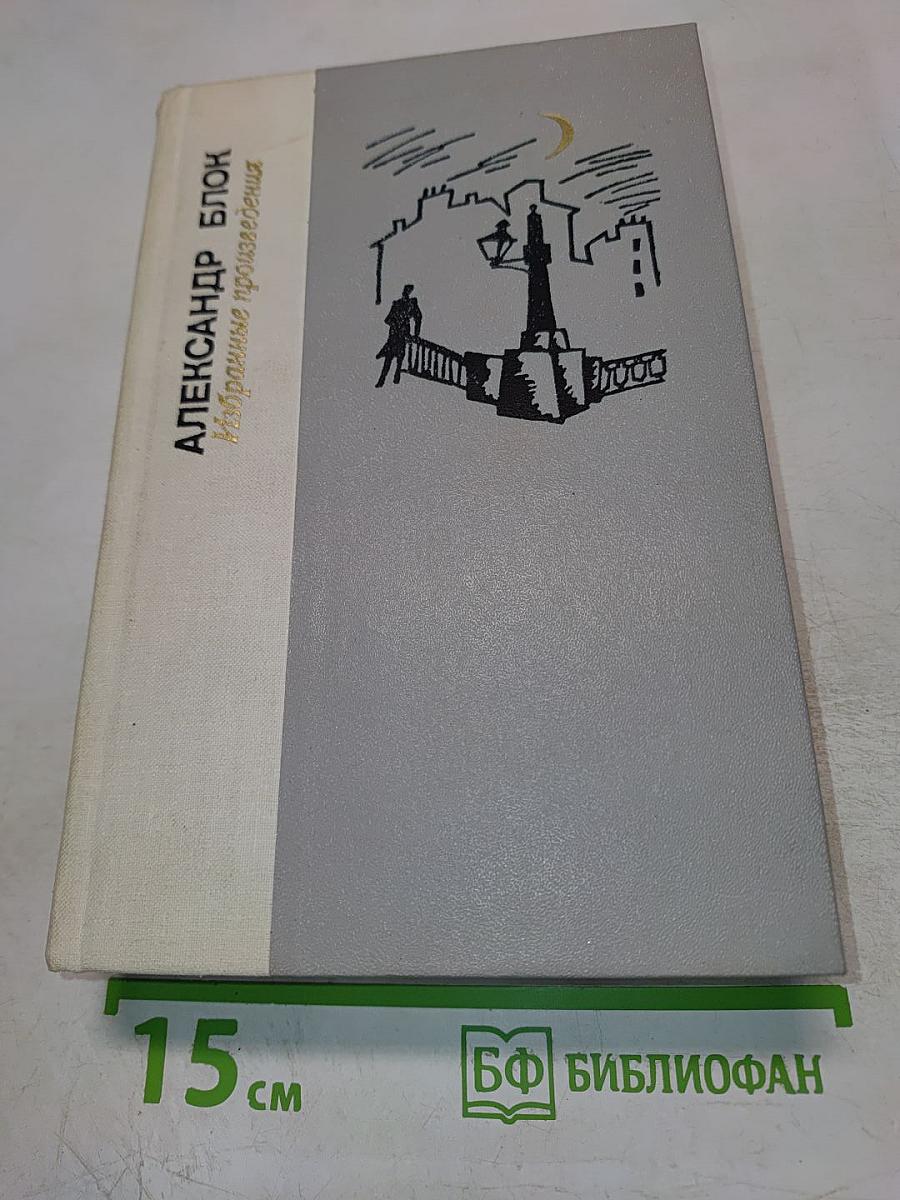 АЛЕКСАНДР БЛОК
Избранные произведения
15 см
БФ БИБЛИОФАН